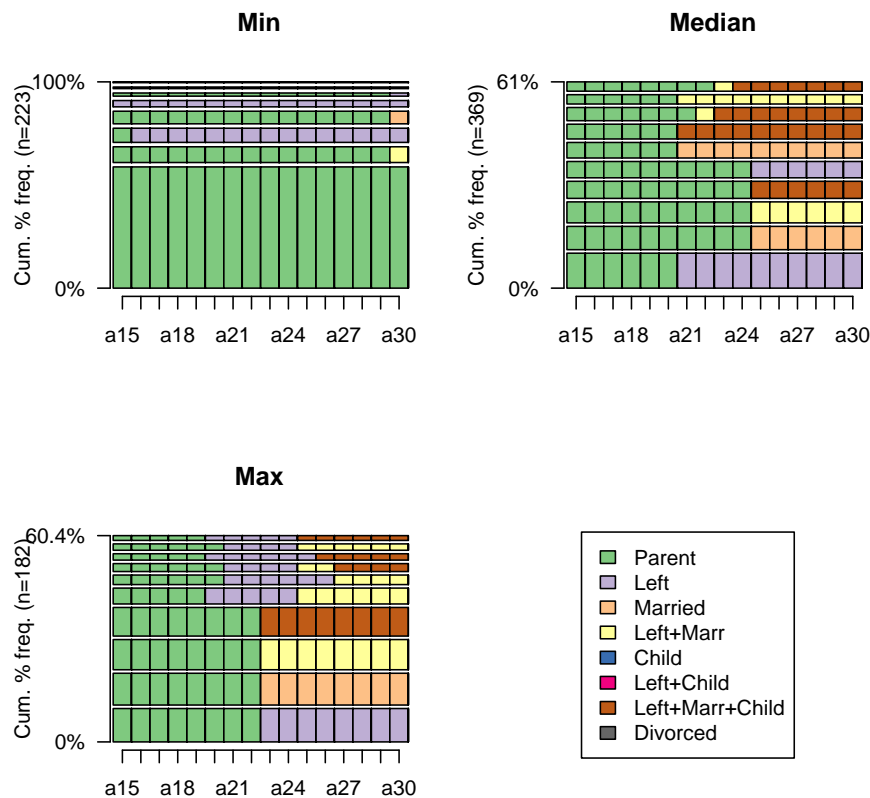 Min
100%
Cum. % freq. (n=223)
0%
a15 a18 a21 a24 a27 a30
Median
61%
Cum. % freq. (n=369)
0%
a15 a18 a21 a24 a27 a30
Max
60.4%
Cum. % freq. (n=182)
0%
a15 a18 a21 a24 a27 a30
Parent
Left
Married
Left+Marr
Child
Left+Child
Left+Marr+Child
Divorced